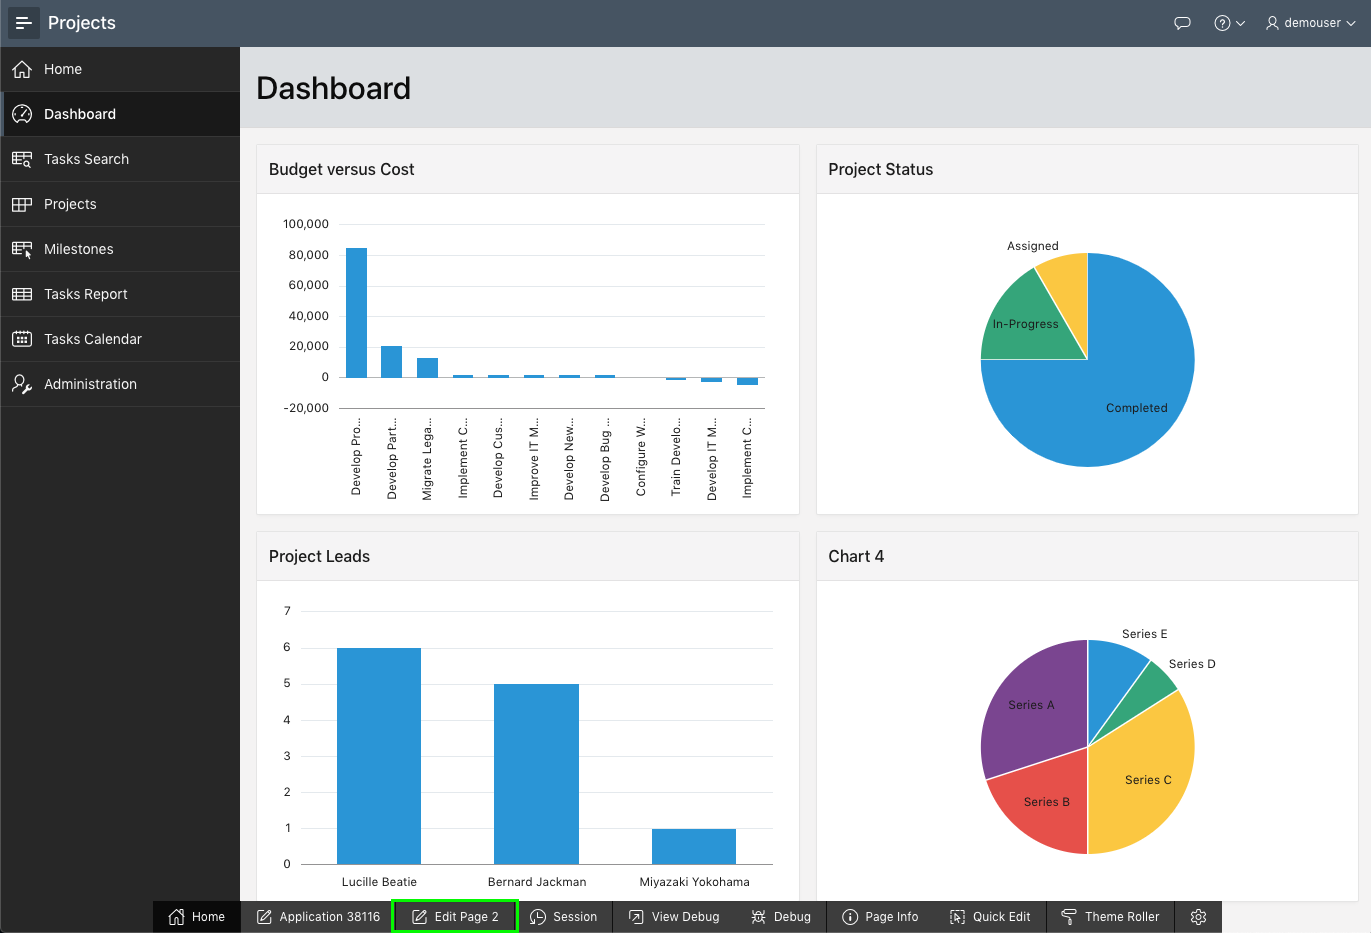 Projects
demouser
Home
Dashboard
Tasks Search
Projects
Milestones
Tasks Report
Tasks Calendar
Administration
Dashboard
Budget versus Cost
100,000
80,000
60,000
40,000
20,000
0
-20,000
Develop Pro...
Develop Part...
Migrate Lega...
Implement C...
Develop Cus...
Improve IT M...
Develop New...
Develop Bug ...
Configure W...
Train Develo...
Develop IT M...
Implement C...
Project Status
Assigned
In-Progress
Completed
Project Leads
7
6
5
4
3
2
1
0
Lucille Beatie
Bernard Jackman
Miyazaki Yokohama
Chart 4
Series E
Series D
Series A
Series C
Series B
Home
Application 38116
Edit Page 2
Session
View Debug
Debug
Page Info
Quick Edit
Theme Roller